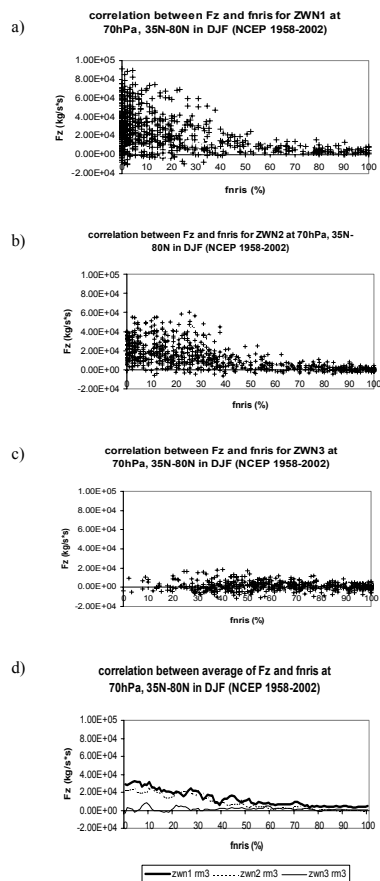 a)
correlation between Fz and fnris for ZWN1 at
70hPa, 35N-80N in DJF (NCEP 1958-2002)
Fz (kg/s*s)
1.00E+05
8.00E+04
6.00E+04
4.00E+04
2.00E+04
0.00E+00
-2.00E+04
0 10 20 30 40 50 60 70 80 90 100
fnris (%)
b)
correlation between Fz and fnris for ZWN2 at 70hPa, 35N-
80N in DJF (NCEP 1958-2002)
Fz (kg/s*s)
1.00E+05
8.00E+04
6.00E+04
4.00E+04
2.00E+04
0.00E+00
-2.00E+04
0 10 20 30 40 50 60 70 80 90 100
fnris (%)
c)
correlation between Fz and fnris for ZWN3 at
70hPa, 35N-80N in DJF (NCEP 1958-2002)
Fz (kg/s*s)
1.00E+05
8.00E+04
6.00E+04
4.00E+04
2.00E+04
0.00E+00
-2.00E+04
0 10 20 30 40 50 60 70 80 90 100
fnris (%)
d)
correlation between average of Fz and fnris at
70hPa, 35N-80N in DJF (NCEP 1958-2002)
Fz (kg/s*s)
1.00E+05
8.00E+04
6.00E+04
4.00E+04
2.00E+04
0.00E+00
-2.00E+04
0 10 20 30 40 50 60 70 80 90 100
fnris (%)
zwn1 rm3 zwn2 rm3 zwn3 rm3